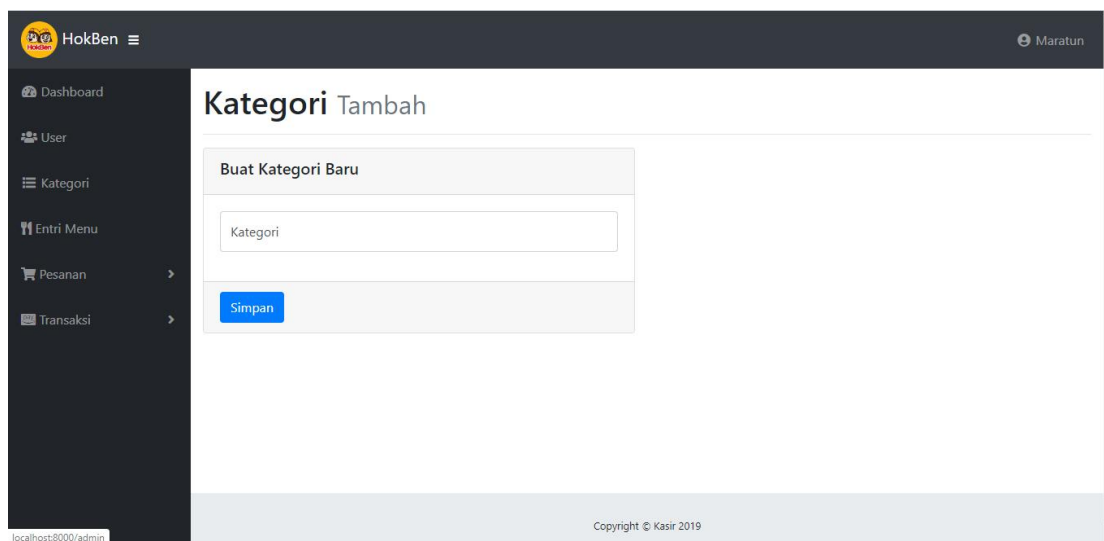 HokBen
HokBen
Maratun
Dashboard
User
Kategori
Entri Menu
Pesanan
Transaksi
Kategori Tambah
Buat Kategori Baru
Kategori
Simpan
Copyright © Kasir 2019
localhost:8000/admin